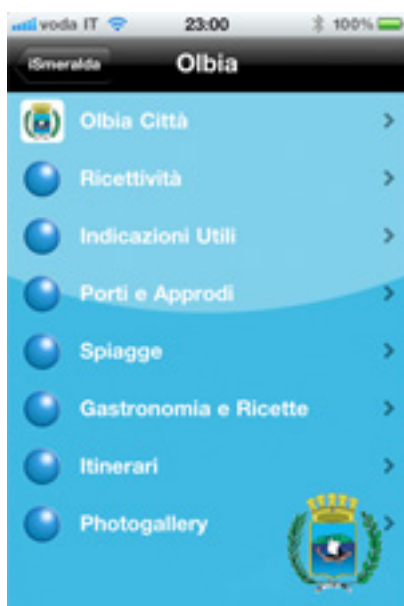 voda IT 23:00 100%
iSmeralda Olbia
Olbia Città
Ricettività
Indicazioni Utili
Porti e Approdi
Spiagge
Gastronomia e Ricette
Itinerari
Photogallery